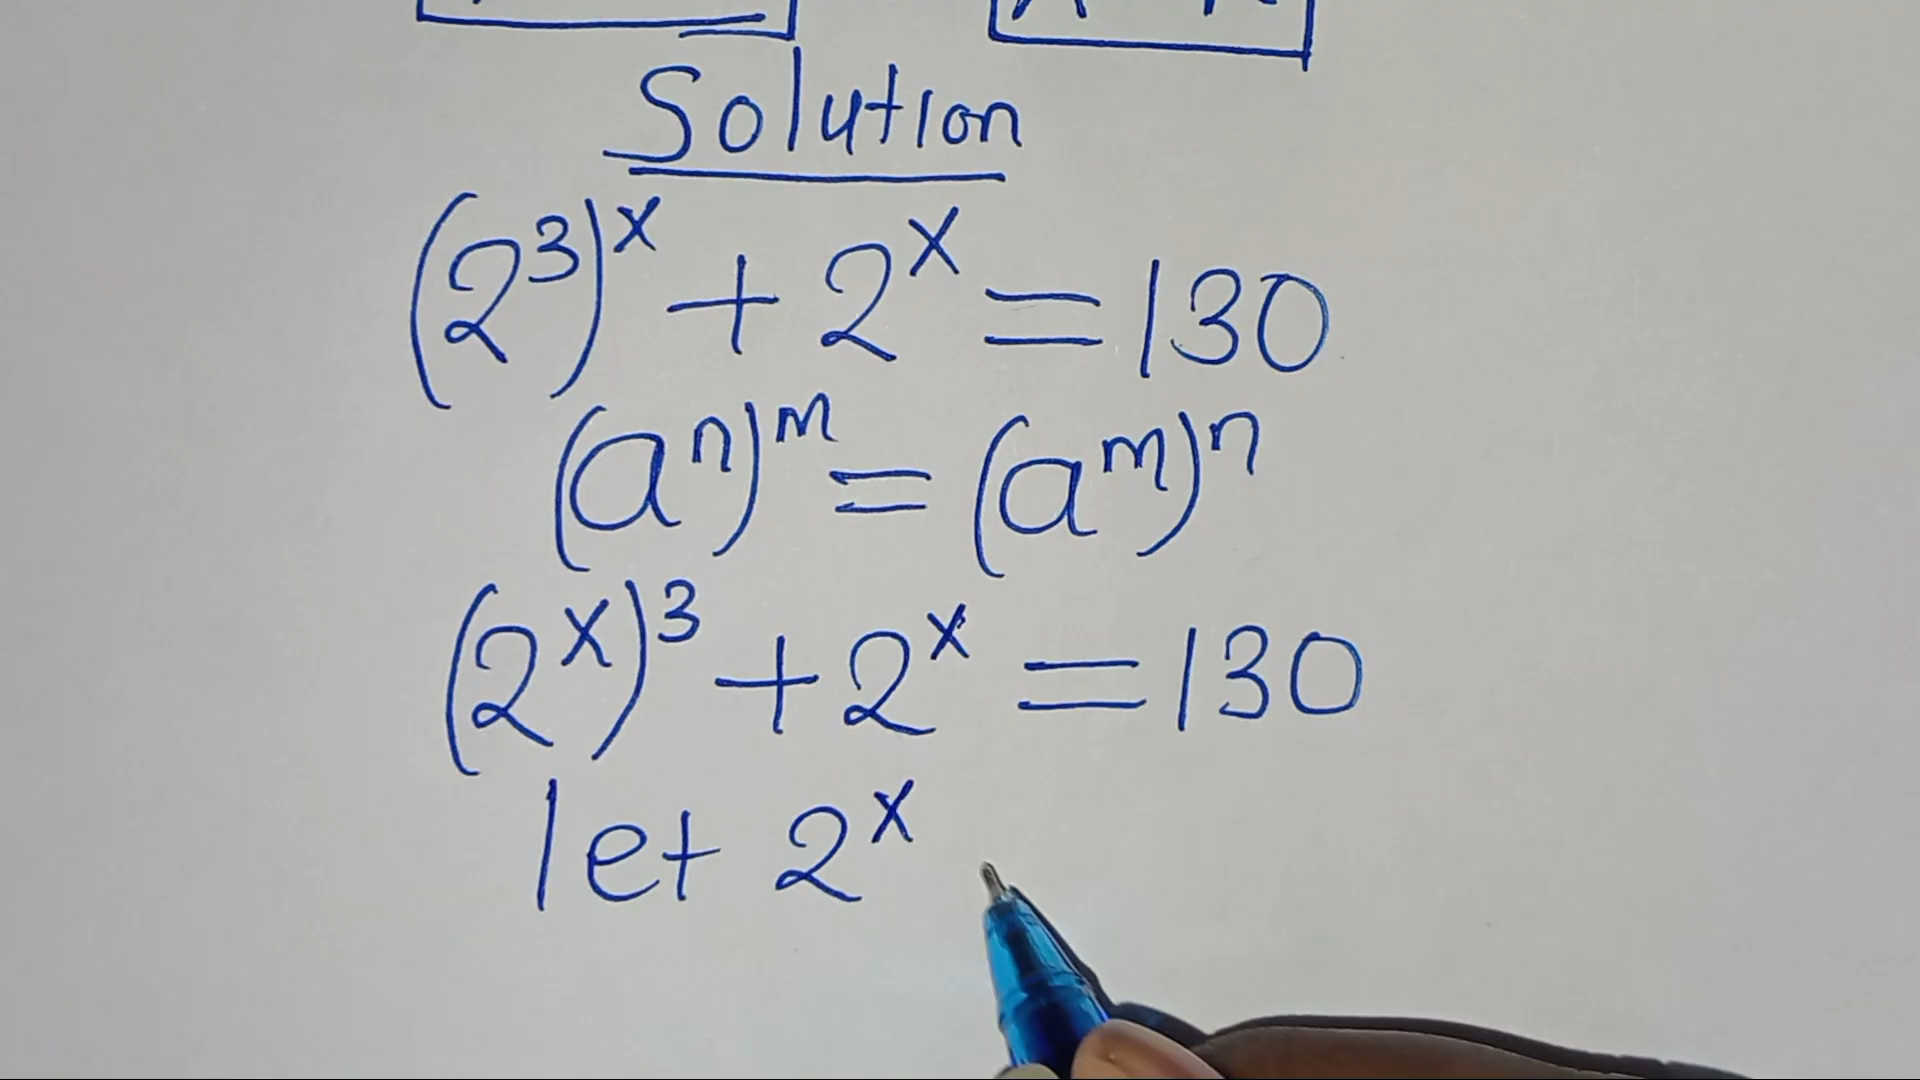 Solution
(2³)ˣ + 2ˣ = 130
(aⁿ)ᵐ = (aᵐ)ⁿ
(2ˣ)³ + 2ˣ = 130
let 2ˣ